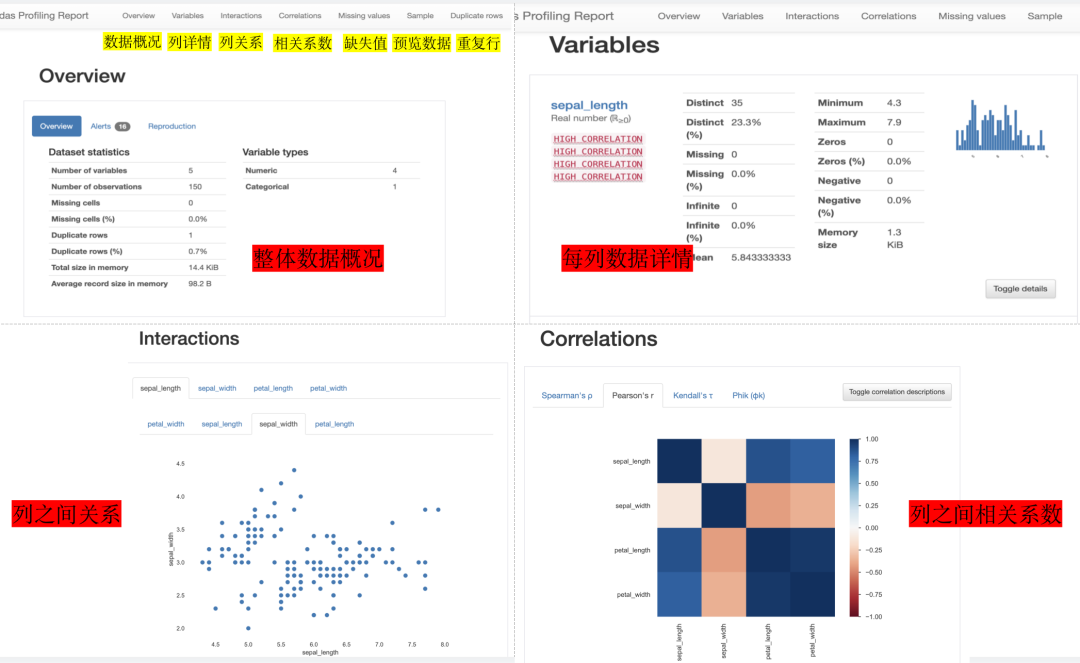 das Profiling Report
Overview Variables Interactions Correlations Missing values Sample Duplicate rows
数据概况 列详情 列关系 相关系数 缺失值 预览数据 重复行
Overview
Overview Alerts 16 Reproduction
Dataset statistics
Number of variables 5
Number of observations 150
Missing cells 0
Missing cells (%) 0.0%
Duplicate rows 1
Duplicate rows (%) 0.7%
Total size in memory 14.4 KiB
Average record size in memory 98.2 B
Variable types
Numeric 4
Categorical 1
整体数据概况
s Profiling Report
Overview Variables Interactions Correlations Missing values Sample
Variables
sepal_length
Real number (ℝ≥0)
HIGH CORRELATION
HIGH CORRELATION
HIGH CORRELATION
HIGH CORRELATION
Distinct 35
Distinct (%) 23.3%
Missing 0
Missing (%) 0.0%
Infinite 0
Infinite (%) 0.0%
ean 5.843333333
Minimum 4.3
Maximum 7.9
Zeros 0
Zeros (%) 0.0%
Negative 0
Negative (%) 0.0%
Memory size 1.3 KiB
每列数据详情
Toggle details
Interactions
sepal_length sepal_width petal_length petal_width
petal_width sepal_length sepal_width petal_length
4.5
4.0
3.5
3.0
2.5
2.0
sepal_width
4.5 5.0 5.5 6.0 6.5 7.0 7.5 8.0
sepal_length
列之间关系
Correlations
Spearman's ρ Pearson's r Kendall's τ Phik (φk)
Toggle correlation descriptions
sepal_length
sepal_width
petal_length
petal_width
sepal_length sepal_width petal_length petal_width
1.00
0.75
0.50
0.25
0.00
−0.25
−0.50
−0.75
−1.00
列之间相关系数